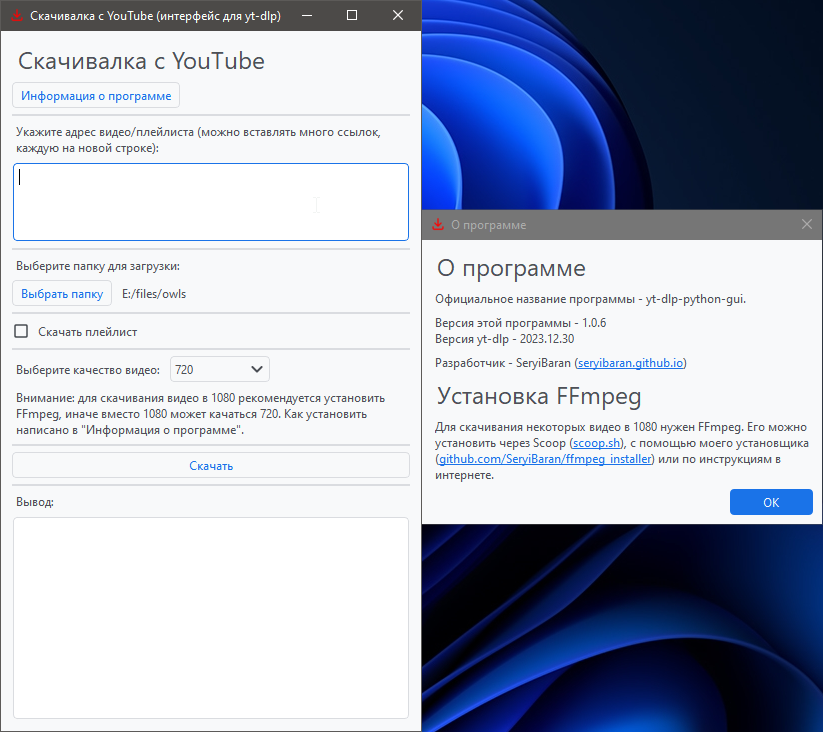 Скачивалка с YouTube (интерфейс для yt-dlp)
Скачивалка с YouTube
Информация о программе
Укажите адрес видео/плейлиста (можно вставлять много ссылок,
каждую на новой строке):
Выберите папку для загрузки:
Выбрать папку E:/files/owls
Скачать плейлист
Выберите качество видео: 720
Внимание: для скачивания видео в 1080 рекомендуется установить
FFmpeg, иначе вместо 1080 может качаться 720. Как установить
написано в "Информация о программе".
Скачать
Вывод:
О программе
О программе
Официальное название программы - yt-dlp-python-gui.
Версия этой программы - 1.0.6
Версия yt-dlp - 2023.12.30
Разработчик - SeryiBaran (seryibaran.github.io)
Установка FFmpeg
Для скачивания некоторых видео в 1080 нужен FFmpeg. Его можно
установить через Scoop (scoop.sh), с помощью моего установщика
(github.com/SeryiBaran/ffmpeg_installer) или по инструкциям в
интернете.
ОК